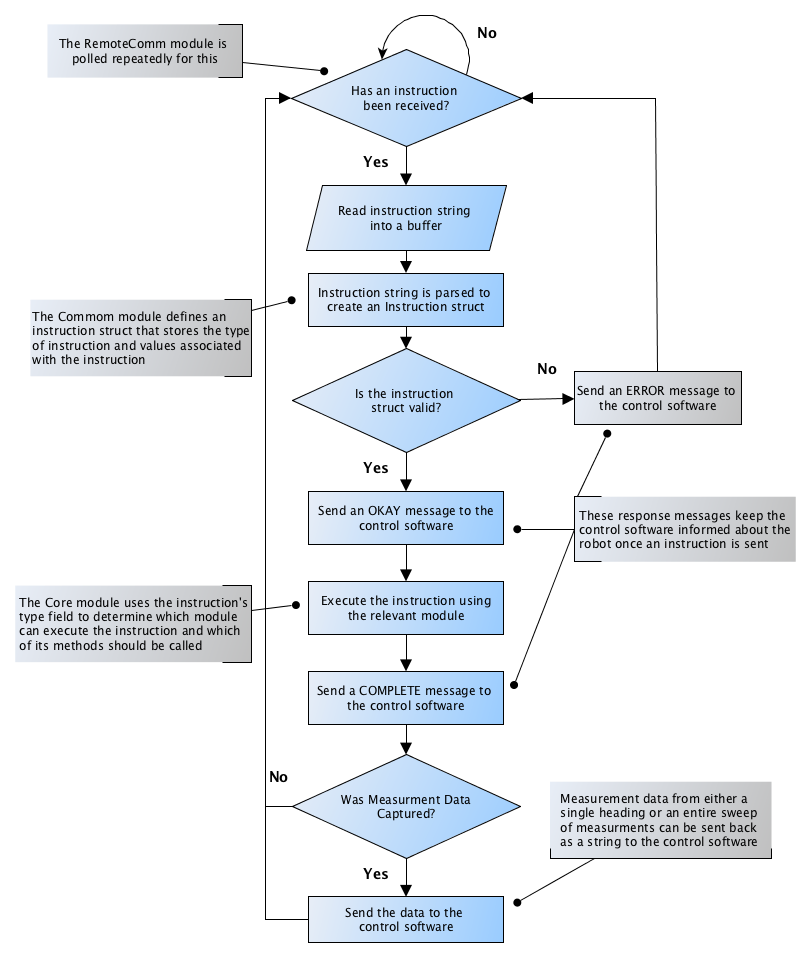 No
The RemoteComm module is
polled repeatedly for this
Has an instruction
been received?
Yes
Read instruction string
into a buffer
Instruction string is parsed to
create an Instruction struct
The Commom module defines an
instruction struct that stores the type
of instruction and values associated
with the instruction
Is the instruction
struct valid?
No
Send an ERROR message to
the control software
Yes
Send an OKAY message to the
control software
These response messages keep the
control software informed about the
robot once an instruction is sent
The Core module uses the instruction's
type field to determine which module
can execute the instruction and which
of its methods should be called
Execute the instruction using
the relevant module
Send a COMPLETE message to
the control software
No
Was Measurment Data
Captured?
Measurement data from either a
single heading or an entire sweep
of measurments can be sent back
as a string to the control software
Yes
Send the data to the
control software